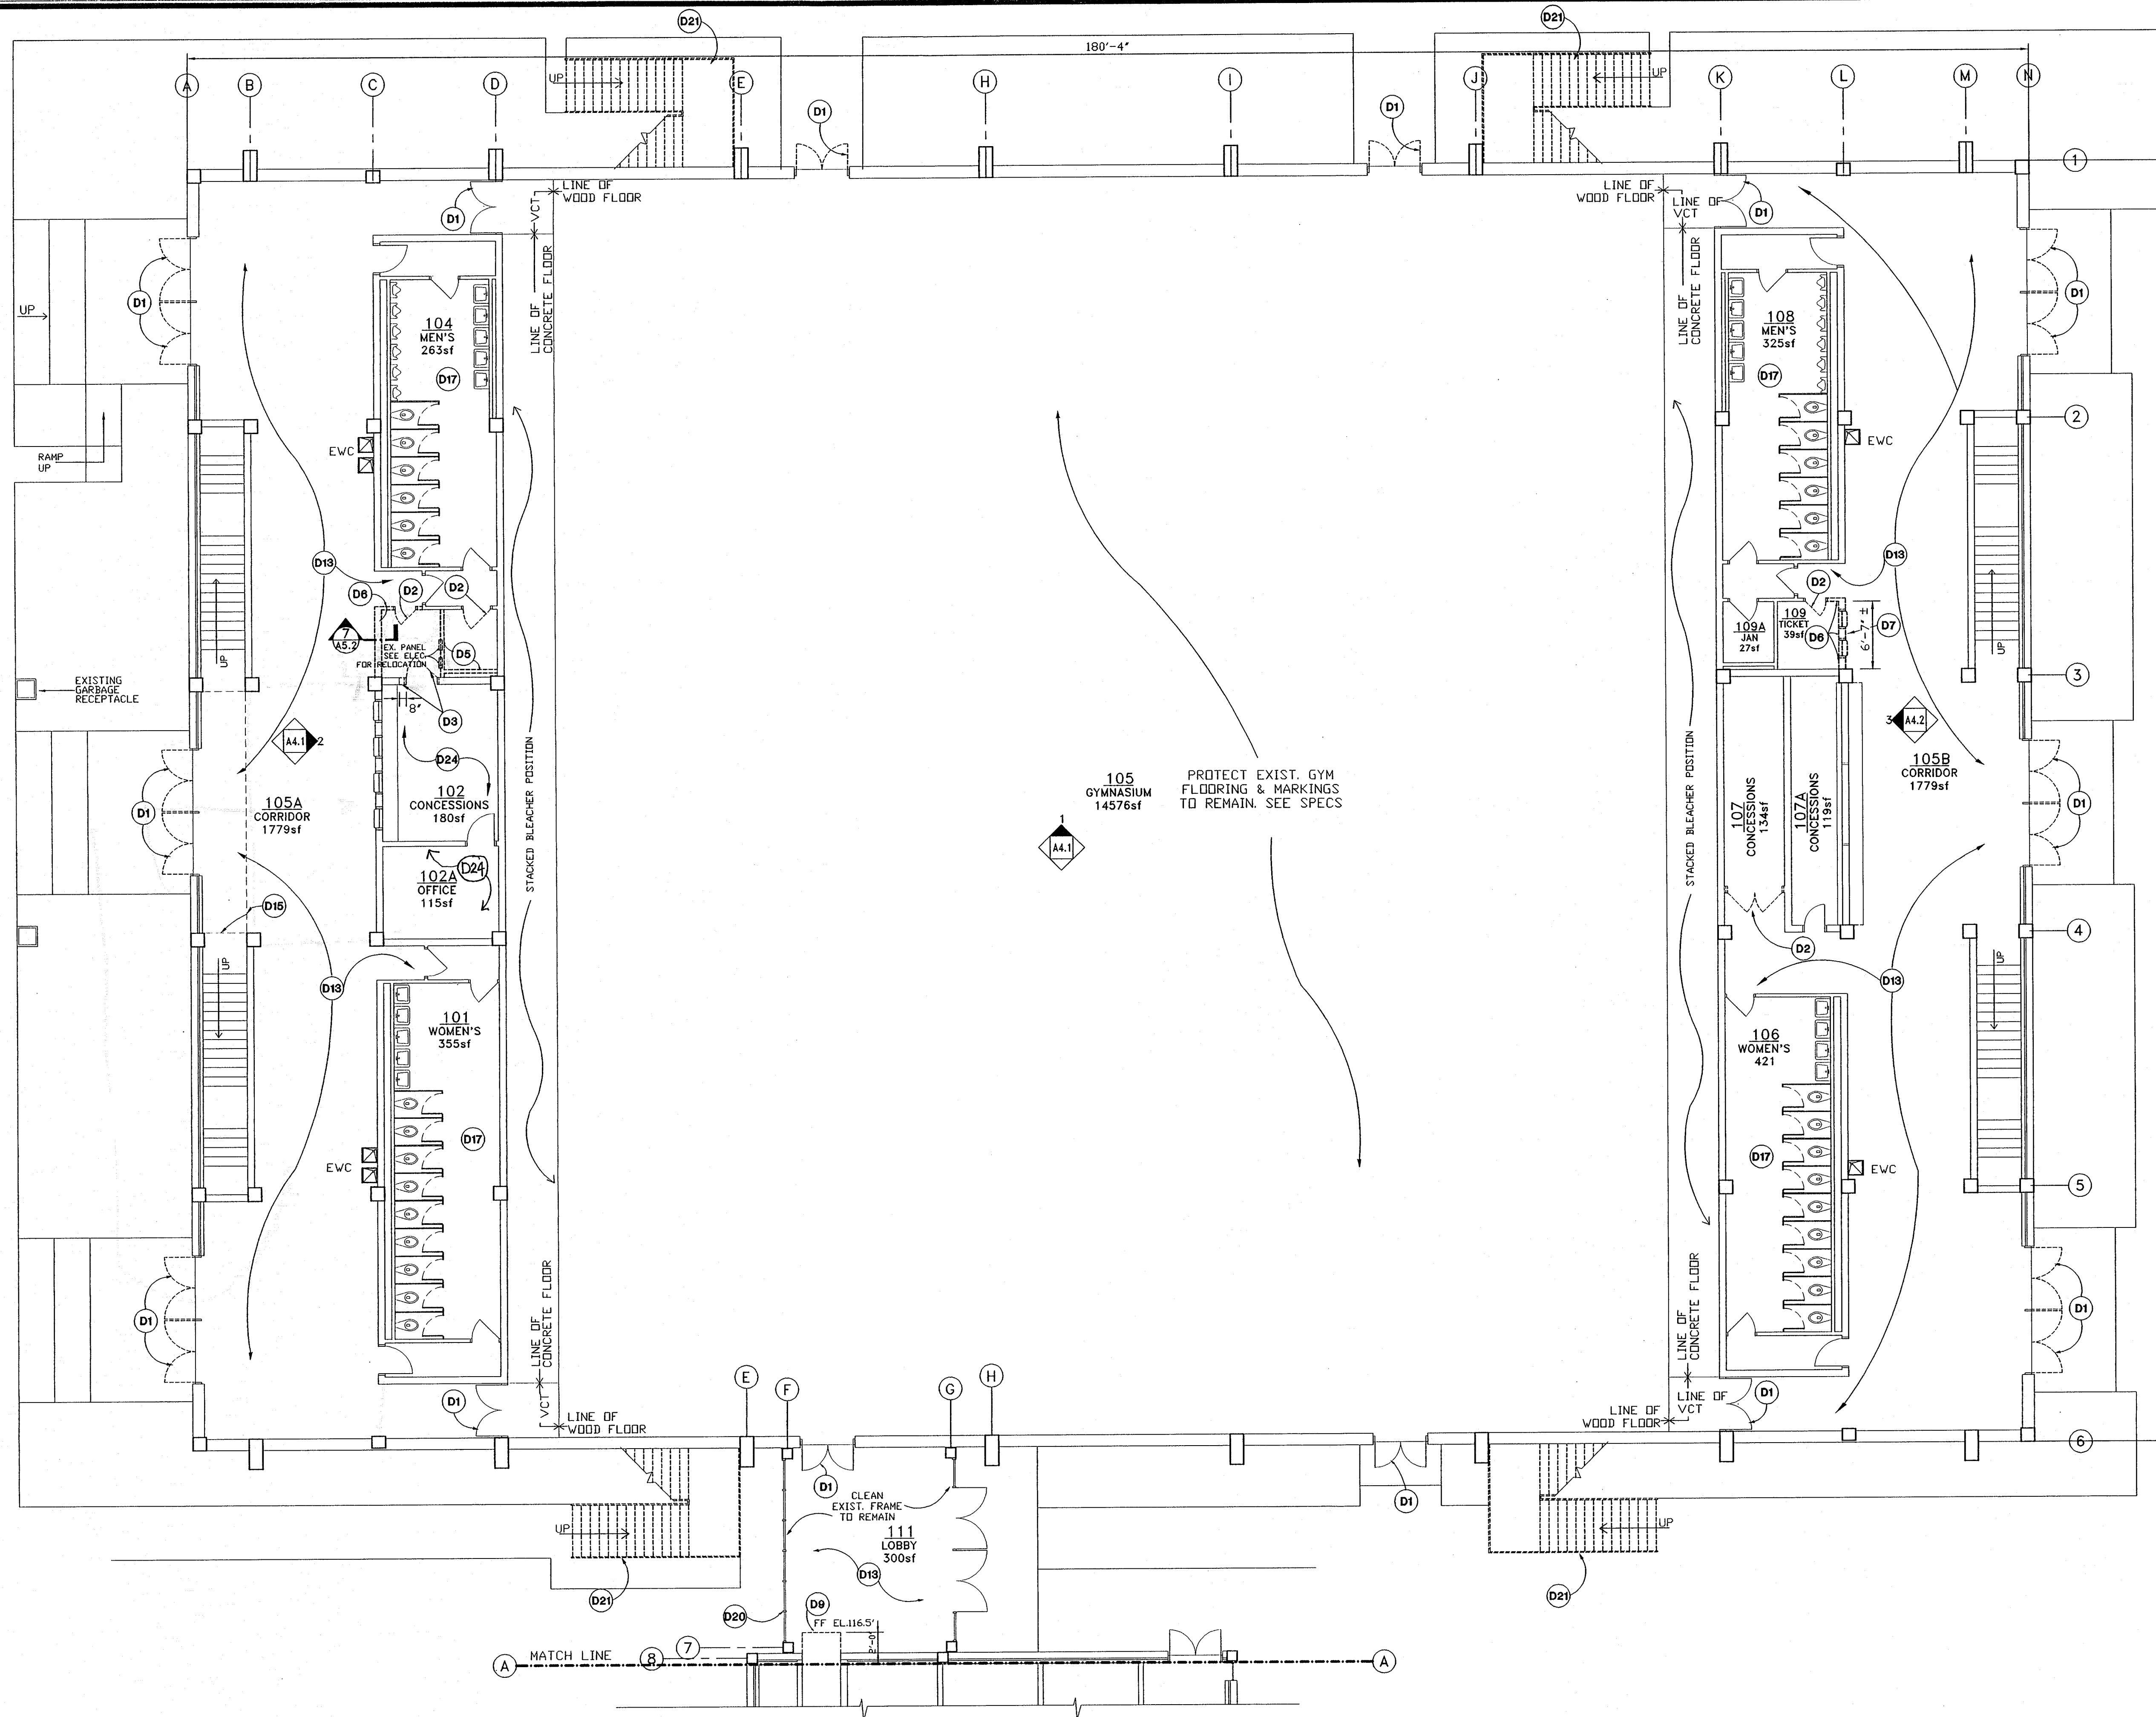 D21
D21
180'-4"
UP
UP
A
B
C
D
E
H
I
J
K
L
M
N
D1
D1
1
LINE OF
WOOD FLOOR
VCT
D1
LINE OF
CONCRETE FLOOR
LINE OF
WOOD FLOOR
LINE OF
VCT
D1
LINE OF
CONCRETE FLOOR
UP
D1
104
MEN'S
263sf
D17
108
MEN'S
325sf
D17
D1
RAMP
UP
EWC
EWC
2
D13
D6
D2
D2
7
A5.2
EX. PANEL
SEE ELEC.
FOR RELOCATION
D5
UP
D13
D2
109A
JAN
27sf
109
TICKET
39sf
D6
D7
6'-7" ±
UP
EXISTING
GARBAGE
RECEPTACLE
8"
D3
3
A4.1
2
D24
102
CONCESSIONS
180sf
STACKED BLEACHER POSITION
105
GYMNASIUM
14576sf
PROTECT EXIST. GYM
FLOORING & MARKINGS
TO REMAIN. SEE SPECS
1
A4.1
STACKED BLEACHER POSITION
107
CONCESSIONS
134sf
107A
CONCESSIONS
119sf
3
A4.2
105B
CORRIDOR
1779sf
D1
D1
105A
CORRIDOR
1779sf
D24
102A
OFFICE
115sf
D15
4
D2
UP
UP
D13
D13
101
WOMEN'S
355sf
106
WOMEN'S
421
D17
D17
EWC
EWC
5
D1
D1
LINE OF
CONCRETE FLOOR
LINE OF
CONCRETE FLOOR
D1
VCT
LINE OF
WOOD FLOOR
E
F
G
H
LINE OF
WOOD FLOOR
LINE OF
VCT
D1
6
D1
D1
CLEAN
EXIST. FRAME
TO REMAIN
111
LOBBY
300sf
UP
UP
D13
D21
D21
D20
D9
FF EL.116.5'
2'-0"
7
8
A
MATCH LINE
A